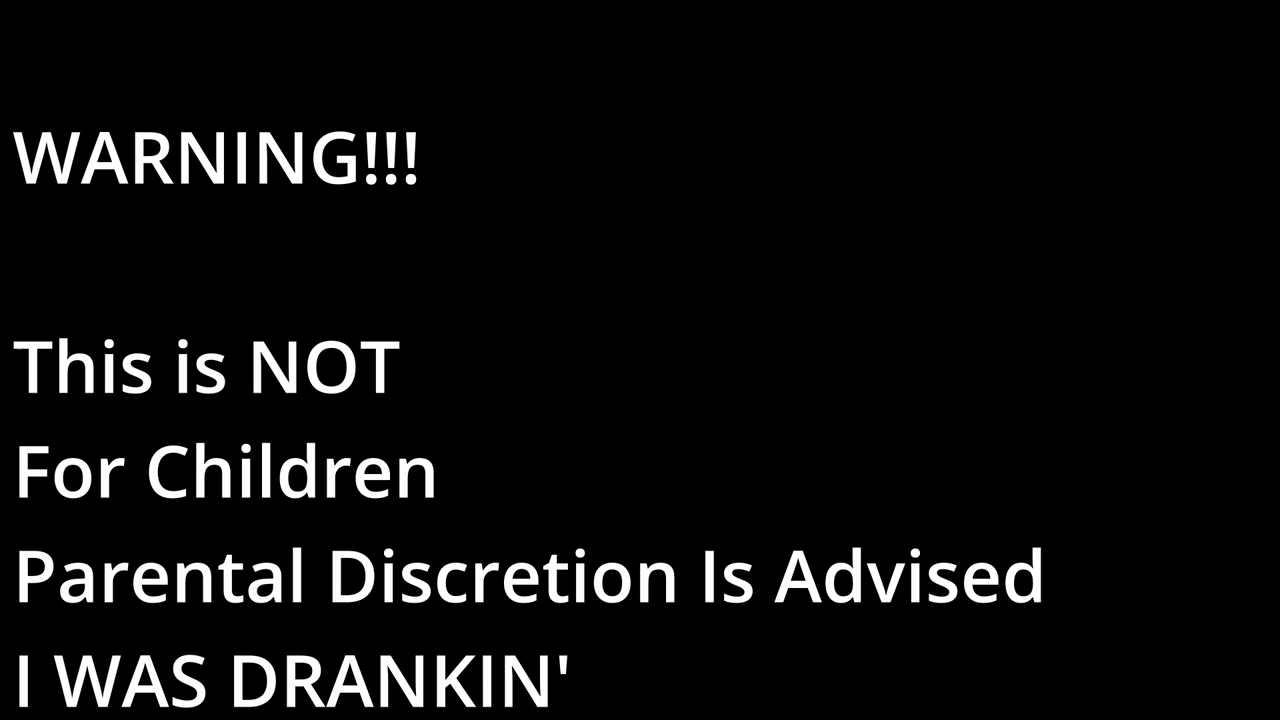 WARNING!!!
This is NOT
For Children
Parental Discretion Is Advised
I WAS DRANKIN'